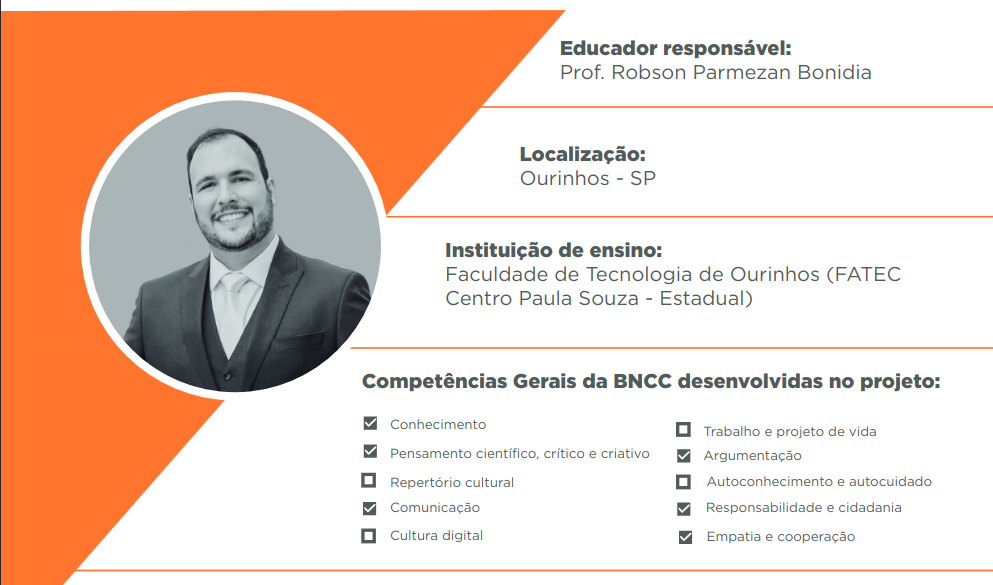 Educador responsável:
Prof. Robson Parmezan Bonidia
Localização:
Ourinhos - SP
Instituição de ensino:
Faculdade de Tecnologia de Ourinhos (FATEC
Centro Paula Souza - Estadual)
Competências Gerais da BNCC desenvolvidas no projeto:
Conhecimento
Pensamento científico, crítico e criativo
Repertório cultural
Comunicação
Cultura digital
Trabalho e projeto de vida
Argumentação
Autoconhecimento e autocuidado
Responsabilidade e cidadania
Empatia e cooperação